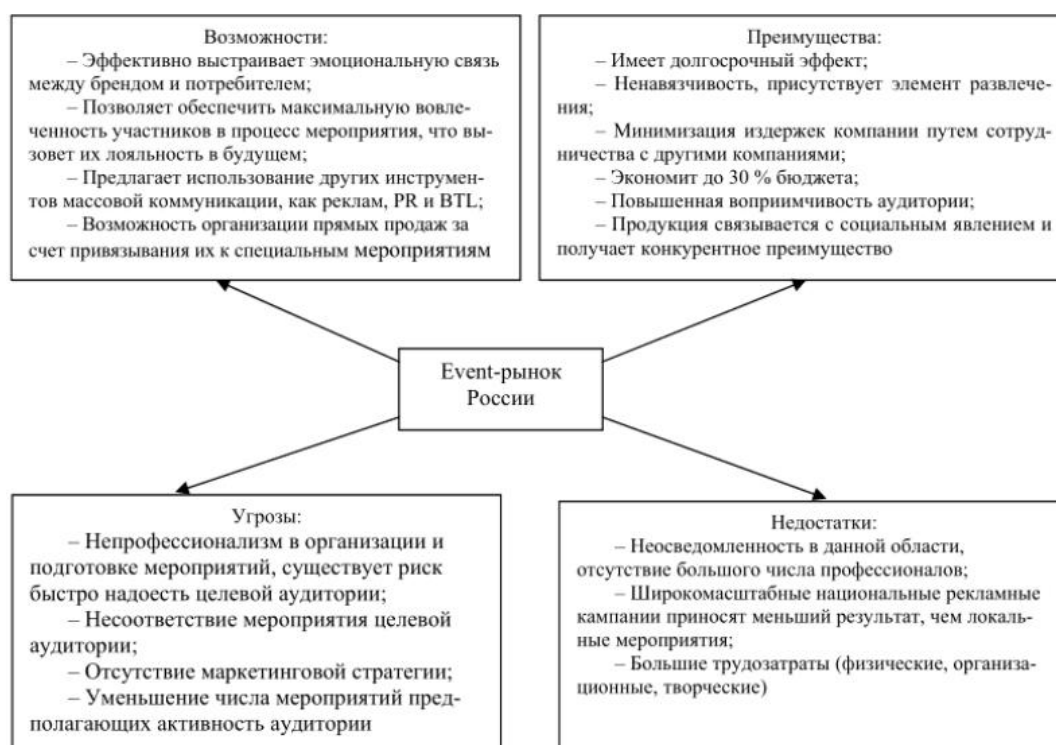 Возможности:
– Эффективно выстраивает эмоциональную связь
между брендом и потребителем;
– Позволяет обеспечить максимальную вовле-
ченность участников в процесс мероприятия, что вы-
зовет их лояльность в будущем;
– Предлагает использование других инструмен-
тов массовой коммуникации, как реклам, PR и BTL;
– Возможность организации прямых продаж за
счет привязывания их к специальным мероприятиям
Преимущества:
– Имеет долгосрочный эффект;
– Ненавязчивость, присутствует элемент развлече-
ния;
– Минимизация издержек компании путем сотруд-
ничества с другими компаниями;
– Экономит до 30 % бюджета;
– Повышенная воприимчивость аудитории;
– Продукция связывается с социальным явлением и
получает конкурентное преимущество
Event-рынок
России
Угрозы:
– Непрофессионализм в организации и
подготовке мероприятий, существует риск
быстро надоесть целевой аудитории;
– Несоответствие мероприятия целевой
аудитории;
– Отсутствие маркетинговой стратегии;
– Уменьшение числа мероприятий пред-
полагающих активность аудитории
Недостатки:
– Неосведомленность в данной области,
отсутствие большого числа профессионалов;
– Широкомасштабные национальные рекламные
кампании приносят меньший результат, чем локаль-
ные мероприятия;
– Большие трудозатраты (физические, организа-
ционные, творческие)